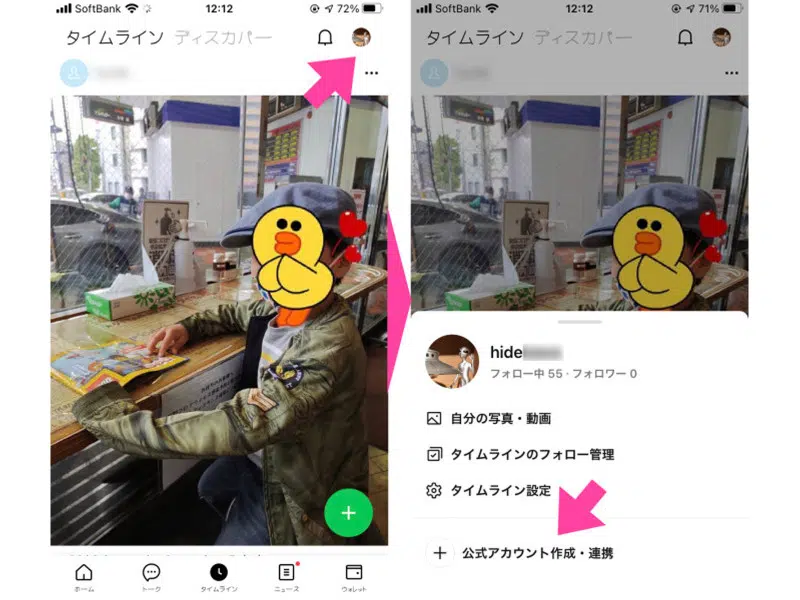 SoftBank 12:12 72%
タイムライン ディスカバー
ホーム トーク タイムライン ニュース ウォレット
SoftBank 12:12 71%
タイムライン ディスカバー
hide
フォロー中 55・フォロワー 0
自分の写真・動画
タイムラインのフォロー管理
タイムライン設定
公式アカウント作成・連携